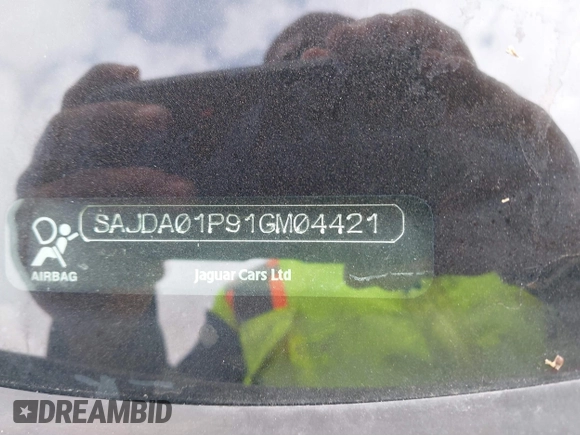 SAJDA01P91GM04421
AIRBAG
Jaguar Cars Ltd
DREAMBID